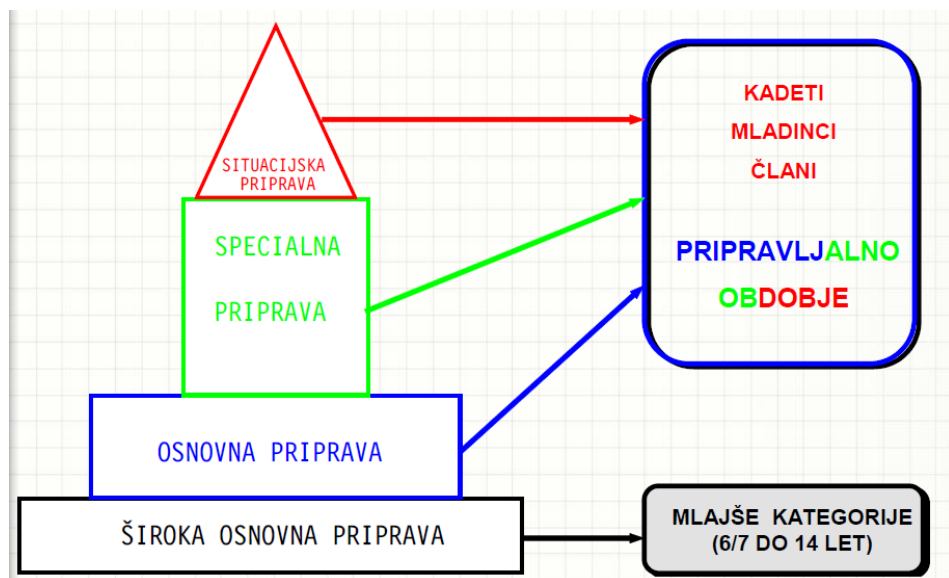 SITUACIJSKA
PRIPRAVA
SPECIALNA
PRIPRAVA
OSNOVNA PRIPRAVA
ŠIROKA OSNOVNA PRIPRAVA
KADETI
MLADINCI
ČLANI
PRIPRAVLJALNO
OBDOBJE
MLAJŠE KATEGORIJE
(6/7 DO 14 LET)